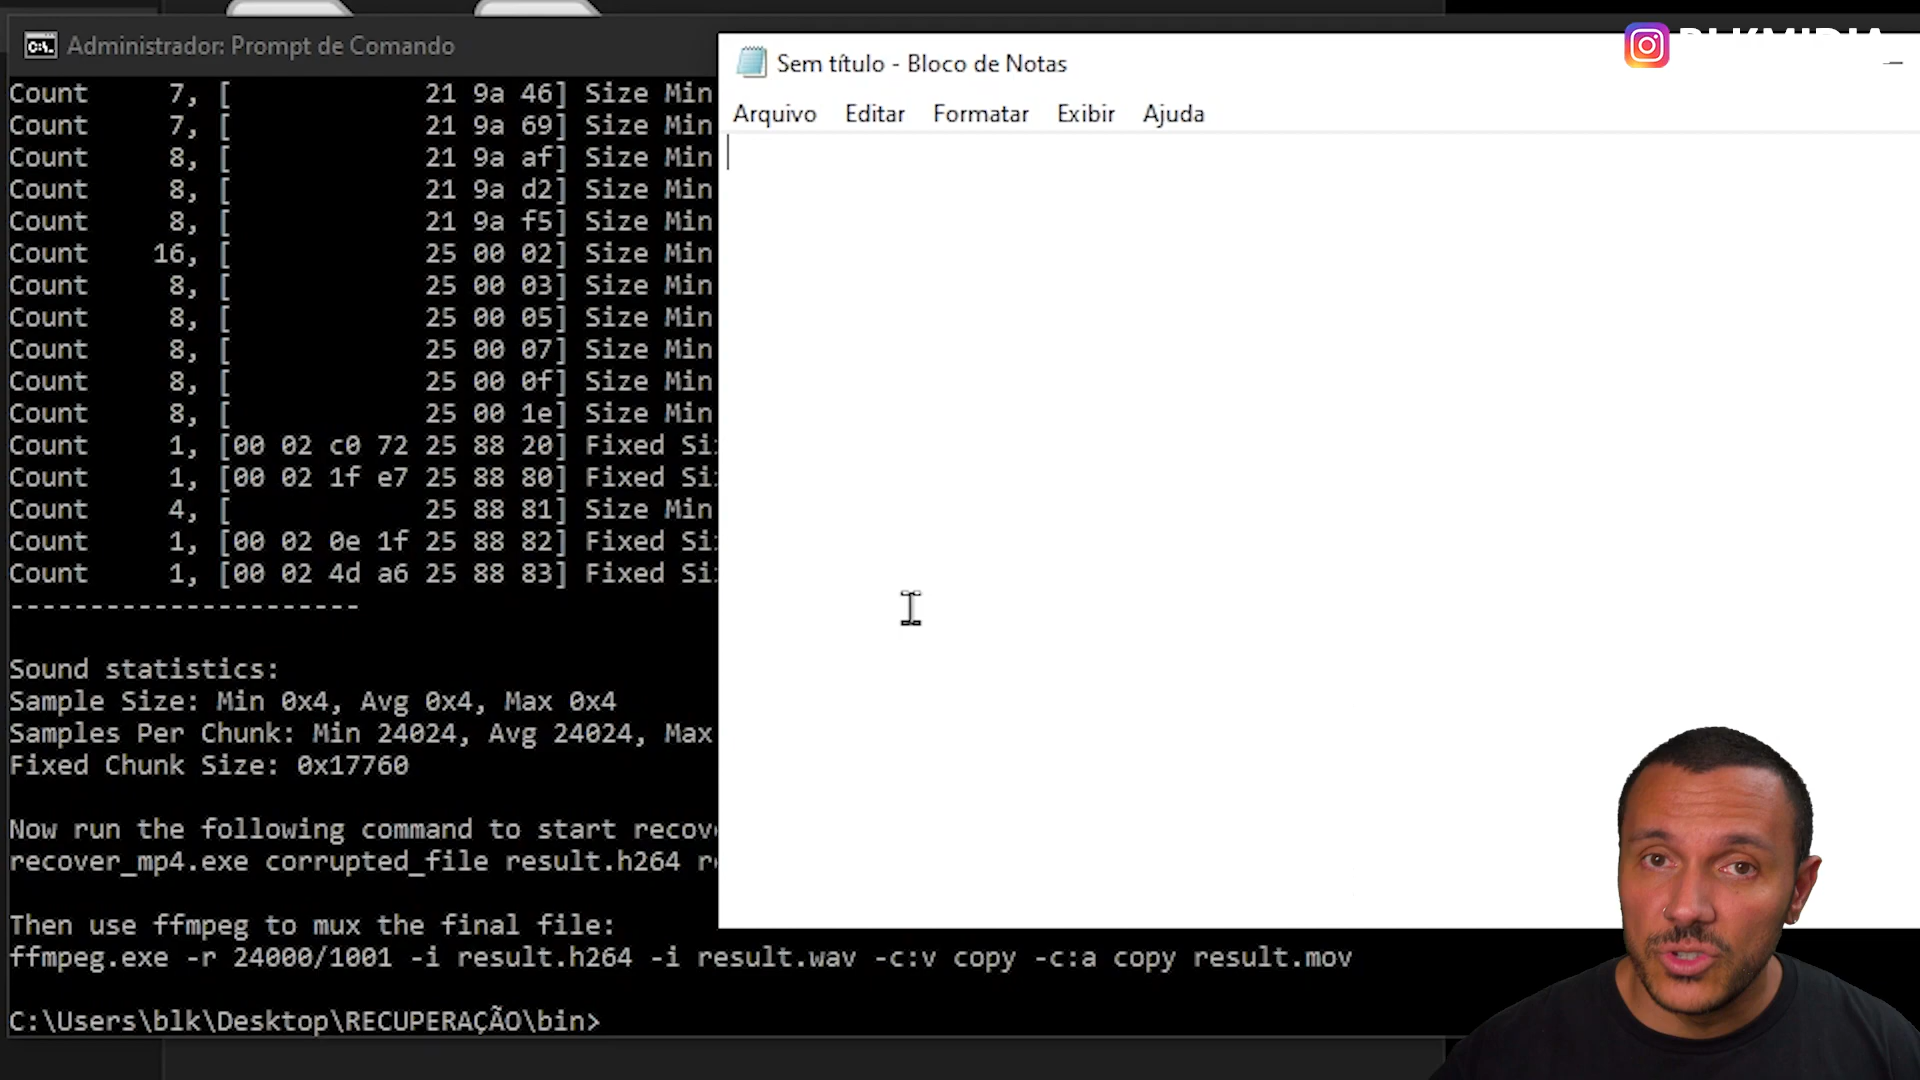 Administrador: Prompt de Comando
Sem título - Bloco de Notas
Arquivo Editar Formatar Exibir Ajuda
Count 7, [ 21 9a 46] Size Min
Count 7, [ 21 9a 69] Size Min
Count 8, [ 21 9a af] Size Min
Count 8, [ 21 9a d2] Size Min
Count 8, [ 21 9a f5] Size Min
Count 16, [ 25 00 02] Size Min
Count 8, [ 25 00 03] Size Min
Count 8, [ 25 00 05] Size Min
Count 8, [ 25 00 07] Size Min
Count 8, [ 25 00 0f] Size Min
Count 8, [ 25 00 1e] Size Min
Count 1, [00 02 c0 72 25 88 20] Fixed
Count 1, [00 02 1f e7 25 88 80] Fixed
Count 4, [ 25 88 81] Size Min
Count 1, [00 02 0e 1f 25 88 82] Fixed
Count 1, [00 02 4d a6 25 88 83] Fixed
----------------------
Sound statistics:
Sample Size: Min 0x4, Avg 0x4, Max 0x4
Samples Per Chunk: Min 24024, Avg 24024, Max
Fixed Chunk Size: 0x17760
Now run the following command to start
recover_mp4.exe corrupted_file result.h264
Then use ffmpeg to mux the final file:
ffmpeg.exe -r 24000/1001 -i result.h264 -i result.wav -c:v copy -c:a copy result.mov
C:\Users\blk\Desktop\RECUPERAÇÃO\bin>